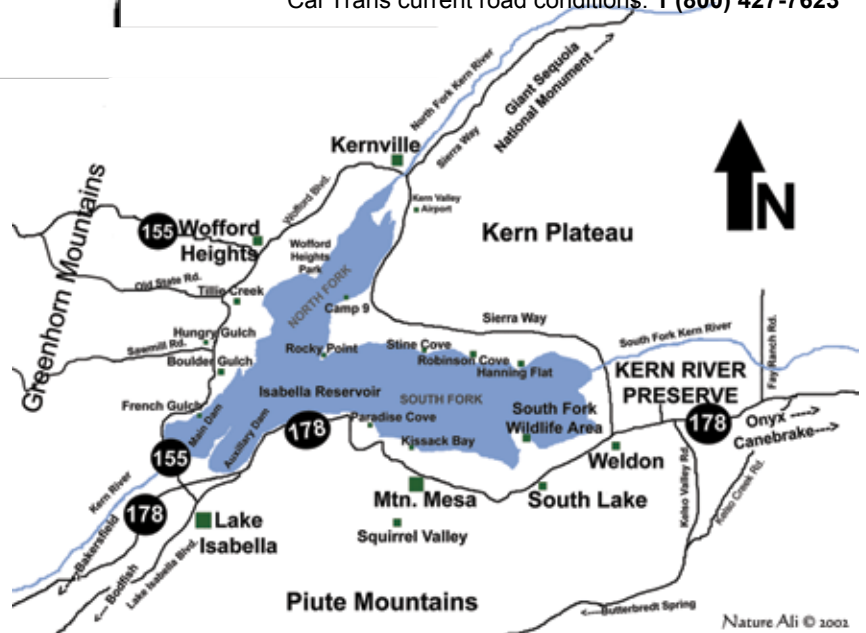 Cal Trans current road conditions: 1 (800) 427-7623
North Fork Kern River
Giant Sequoia
National Monument --->
Sierra Way
Kernville
Wofford Blvd.
Kern Valley
Airport
N
Greenhorn Mountains
155
Wofford
Heights
Wofford
Heights
Park
Kern Plateau
Old State Rd.
Tillie Creek
NORTH FORK
Camp 9
Sierra Way
South Fork Kern River
Fay Ranch Rd.
Hungry Gulch
Sawmill Rd.
Boulder Gulch
Rocky Point
Stine Cove
Robinson Cove
Hanning Flat
KERN RIVER
PRESERVE
Isabella Reservoir
SOUTH FORK
French Gulch
Main Dam
Auxiliary Dam
178
Paradise Cove
South Fork
Wildlife Area
178
Onyx ---->
Canebrake--->
155
Kissack Bay
Weldon
Kern River
178
Mtn. Mesa
South Lake
Kelso Valley Rd.
Kelso Creek Rd.
Lake
Isabella
Squirrel Valley
<---Bakersfield
<--- Bodfish
Lake Isabella Blvd.
Piute Mountains
<----Butterbredt Spring
Nature Ali © 2002